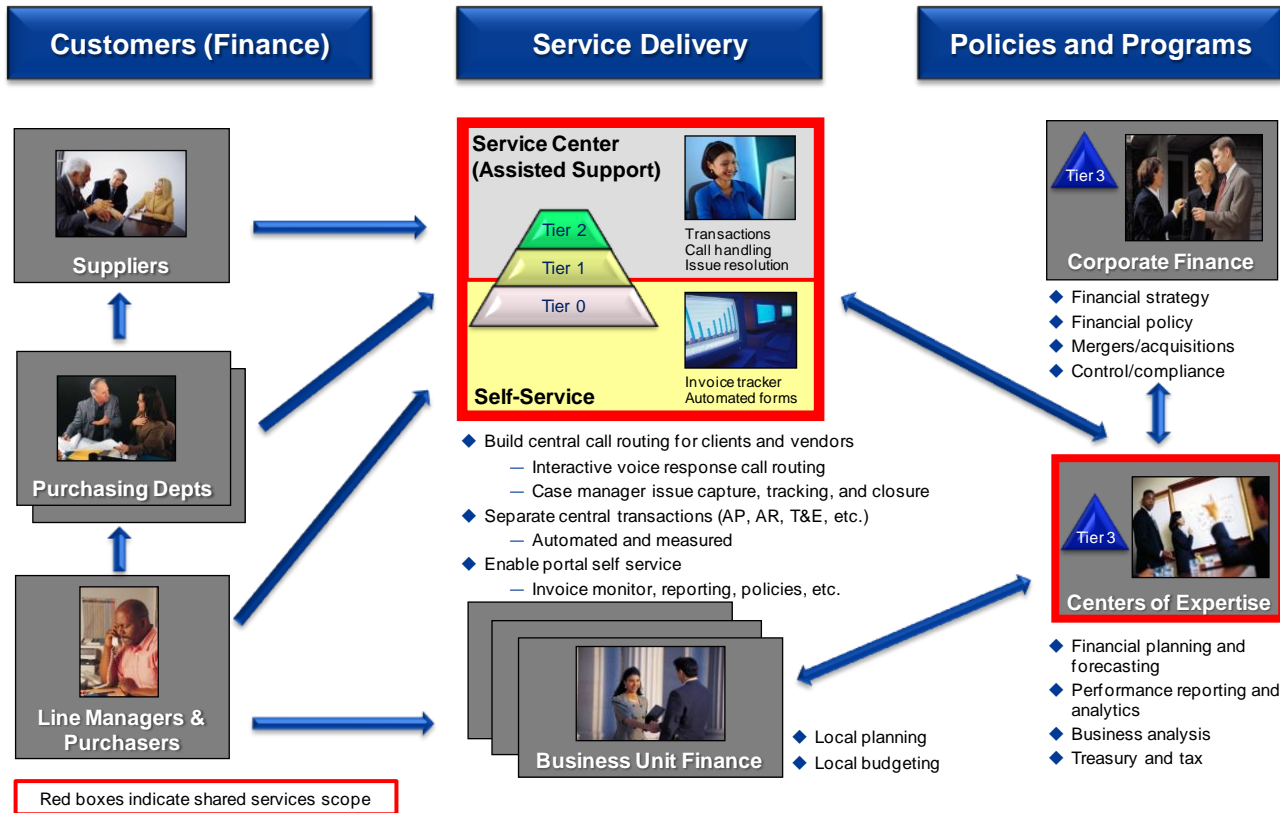 Customers (Finance)
Service Delivery
Policies and Programs
Suppliers
Purchasing Depts
Line Managers &
Purchasers
Red boxes indicate shared services scope
Service Center
(Assisted Support)
Tier 2
Tier 1
Tier 0
Transactions
Call handling
Issue resolution
Self-Service
Invoice tracker
Automated forms
◆ Build central call routing for clients and vendors
— Interactive voice response call routing
— Case manager issue capture, tracking, and closure
◆ Separate central transactions (AP, AR, T&E, etc.)
— Automated and measured
◆ Enable portal self service
— Invoice monitor, reporting, policies, etc.
Business Unit Finance
◆ Local planning
◆ Local budgeting
Tier 3
Corporate Finance
◆ Financial strategy
◆ Financial policy
◆ Mergers/acquisitions
◆ Control/compliance
Tier 3
Centers of Expertise
◆ Financial planning and
forecasting
◆ Performance reporting and
analytics
◆ Business analysis
◆ Treasury and tax